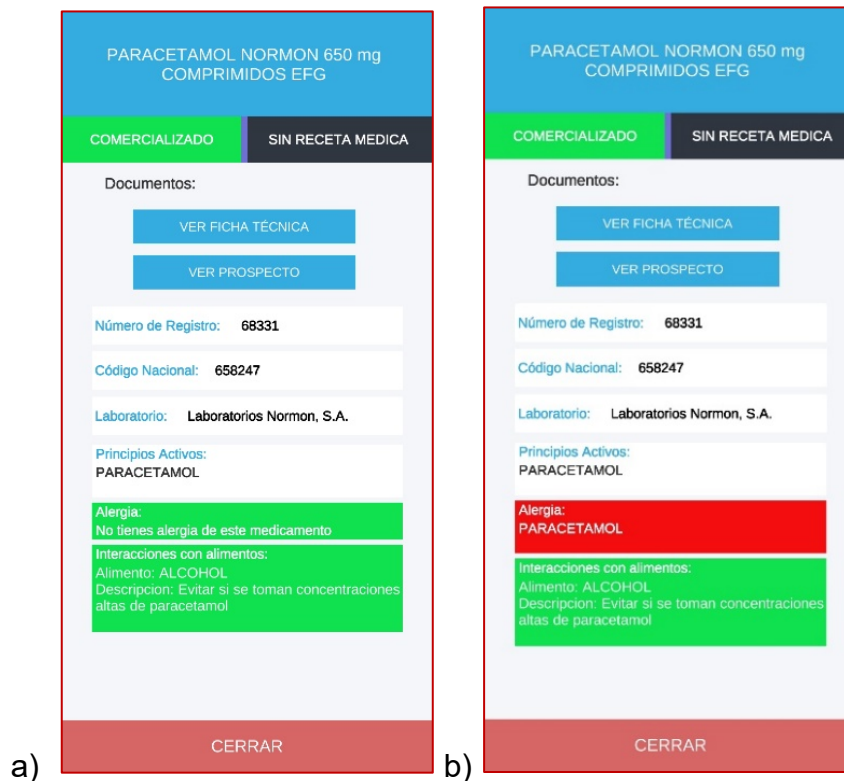 PARACETAMOL NORMON 650 mg
COMPRIMIDOS EFG
COMERCIALIZADO
SIN RECETA MEDICA
Documentos:
VER FICHA TÉCNICA
VER PROSPECTO
Número de Registro: 68331
Código Nacional: 658247
Laboratorio: Laboratorios Normon, S.A.
Principios Activos:
PARACETAMOL
Alergia:
No tienes alergia de este medicamento
Interacciones con alimentos:
Alimento: ALCOHOL
Descripcion: Evitar si se toman concentraciones
altas de paracetamol
CERRAR
a)
PARACETAMOL NORMON 650 mg
COMPRIMIDOS EFG
COMERCIALIZADO
SIN RECETA MEDICA
Documentos:
VER FICHA TÉCNICA
VER PROSPECTO
Número de Registro: 68331
Código Nacional: 658247
Laboratorio: Laboratorios Normon, S.A.
Principios Activos:
PARACETAMOL
Alergia:
PARACETAMOL
Interacciones con alimentos:
Alimento: ALCOHOL
Descripcion: Evitar si se toman concentraciones
altas de paracetamol
CERRAR
b)